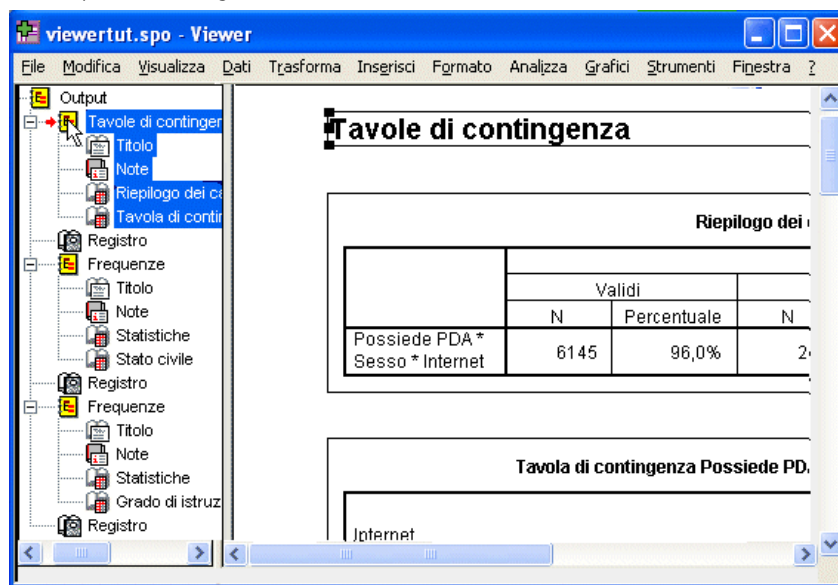 viewertut.spo - Viewer
File Modifica Visualizza Dati Trasforma Inserisci Formato Analizza Grafici Strumenti Finestra ?
Output
Tavole di continger
Titolo
Note
Riepilogo dei ca
Tavola di contir
Registro
Frequenze
Titolo
Note
Statistiche
Stato civile
Registro
Frequenze
Titolo
Note
Statistiche
Grado di istruz
Registro
Tavole di contingenza
Riepilogo dei
Validi
N Percentuale N
Possiede PDA *
Sesso * Internet
6145 96,0% 2
Tavola di contingenza Possiede PD
Internet